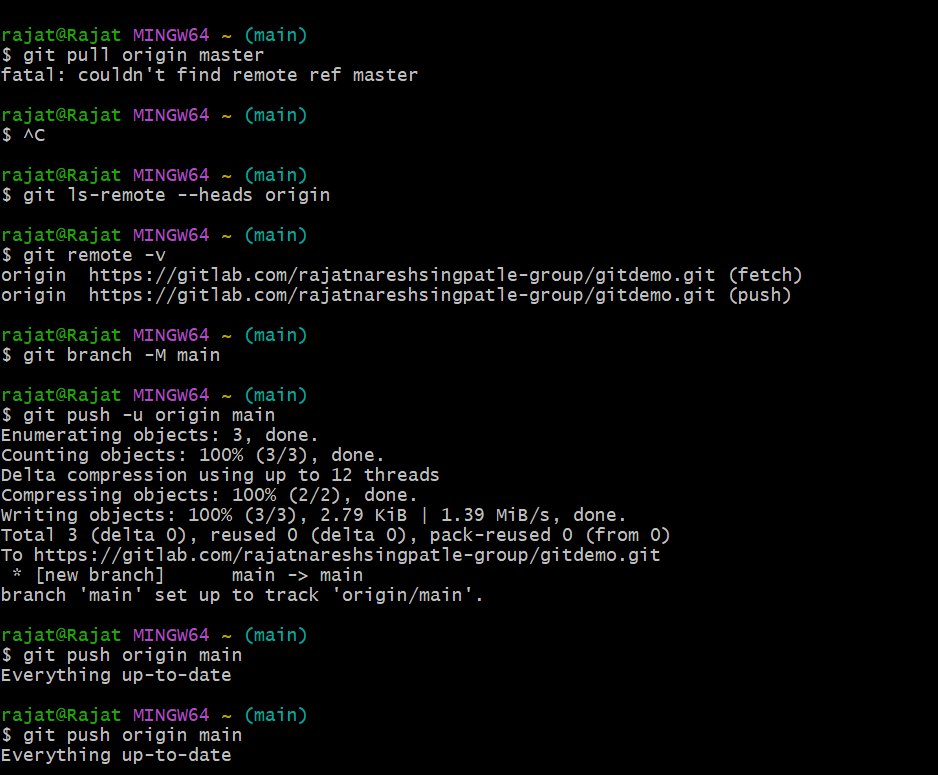 rajat@Rajat MINGW64 ~ (main)
$ git pull origin master
fatal: couldn't find remote ref master
rajat@Rajat MINGW64 ~ (main)
$ ^C
rajat@Rajat MINGW64 ~ (main)
$ git ls-remote --heads origin
rajat@Rajat MINGW64 ~ (main)
$ git remote -v
origin  https://gitlab.com/rajatnareshsingpatle-group/gitdemo.git (fetch)
origin  https://gitlab.com/rajatnareshsingpatle-group/gitdemo.git (push)
rajat@Rajat MINGW64 ~ (main)
$ git branch -M main
rajat@Rajat MINGW64 ~ (main)
$ git push -u origin main
Enumerating objects: 3, done.
Counting objects: 100% (3/3), done.
Delta compression using up to 12 threads
Compressing objects: 100% (2/2), done.
Writing objects: 100% (3/3), 2.79 KiB | 1.39 MiB/s, done.
Total 3 (delta 0), reused 0 (delta 0), pack-reused 0 (from 0)
To https://gitlab.com/rajatnareshsingpatle-group/gitdemo.git
 * [new branch]      main -> main
branch 'main' set up to track 'origin/main'.
rajat@Rajat MINGW64 ~ (main)
$ git push origin main
Everything up-to-date
rajat@Rajat MINGW64 ~ (main)
$ git push origin main
Everything up-to-date